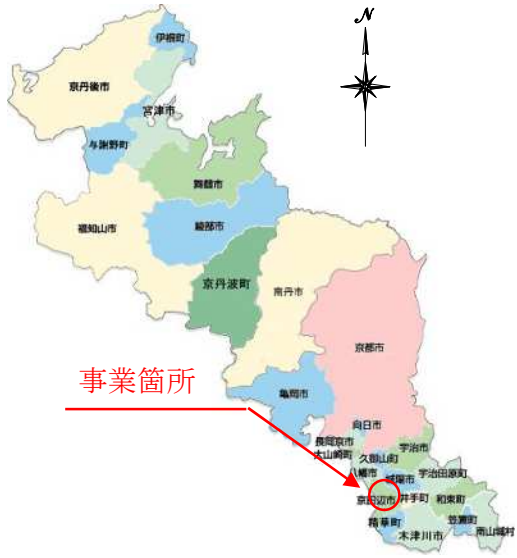 N
伊根町
京丹後市
宮津市
与謝野町
舞鶴市
福知山市
綾部市
京丹波町
南丹市
京都市
事業箇所
亀岡市
向日市
長岡京市
大山崎町
宇治市
久御山町
八幡市
城陽市
宇治田原町
京田辺市
井手町
和束町
精華町
笠置町
木津川市
南山城村